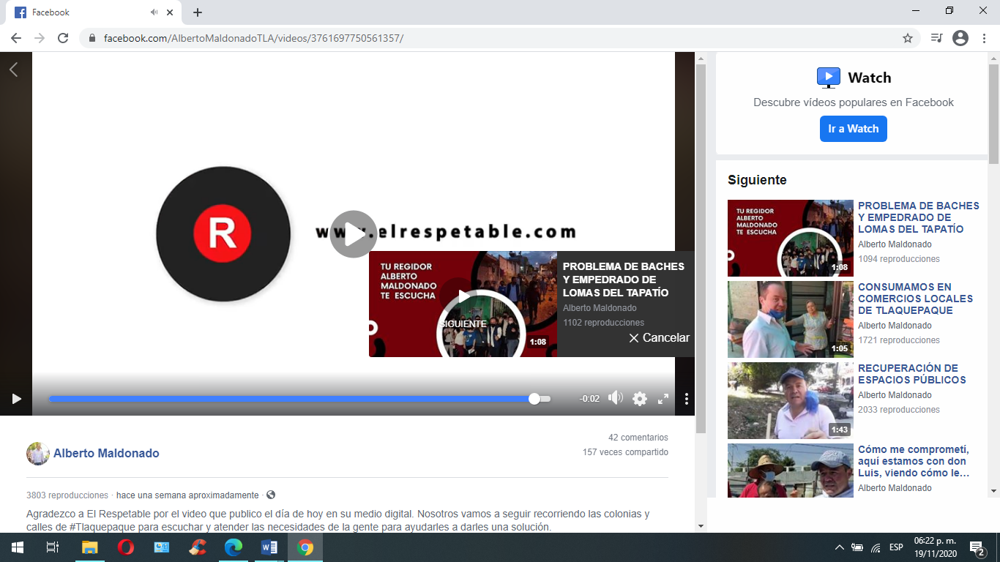 Facebook
facebook.com/AlbertoMaldonadoTLA/videos/3761697750561357/
R
www.elrespetable.com
TU REGIDOR
ALBERTO
MALDONADO
TE ESCUCHA
SIGUIENTE
1:08
PROBLEMA DE BACHES
Y EMPEDRADO DE
LOMAS DEL TAPATÍO
Alberto Maldonado
1102 reproducciones
Cancelar
-0:02
Alberto Maldonado
42 comentarios
157 veces compartido
3803 reproducciones · hace una semana aproximadamente ·
Agradezco a El Respetable por el video que publico el día de hoy en su medio digital. Nosotros vamos a seguir recorriendo las colonias y
calles de #Tlaquepaque para escuchar y atender las necesidades de la gente para ayudarles a darles una solución.
Watch
Descubre vídeos populares en Facebook
Ir a Watch
Siguiente
TU REGIDOR
ALBERTO
MALDONADO
TE ESCUCHA
1:08
PROBLEMA DE BACHES
Y EMPEDRADO DE
LOMAS DEL TAPATÍO
Alberto Maldonado
1094 reproducciones
1:05
CONSUMAMOS EN
COMERCIOS LOCALES
DE TLAQUEPAQUE
Alberto Maldonado
1721 reproducciones
1:43
RECUPERACIÓN DE
ESPACIOS PÚBLICOS
Alberto Maldonado
2033 reproducciones
Cómo me comprometí,
aquí estamos con don
Luis, viendo cómo le...
Alberto Maldonado
ESP
06:22 p. m.
19/11/2020
2